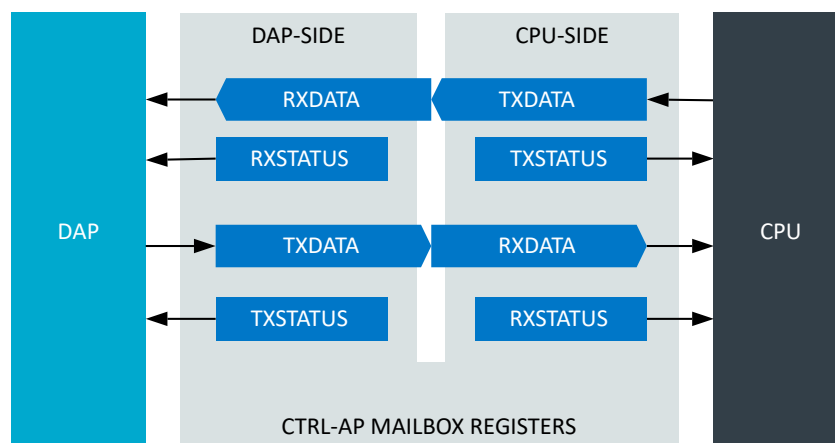 DAP-SIDE
CPU-SIDE
RXDATA
TXDATA
RXSTATUS
TXSTATUS
DAP
TXDATA
RXDATA
CPU
TXSTATUS
RXSTATUS
CTRL-AP MAILBOX REGISTERS